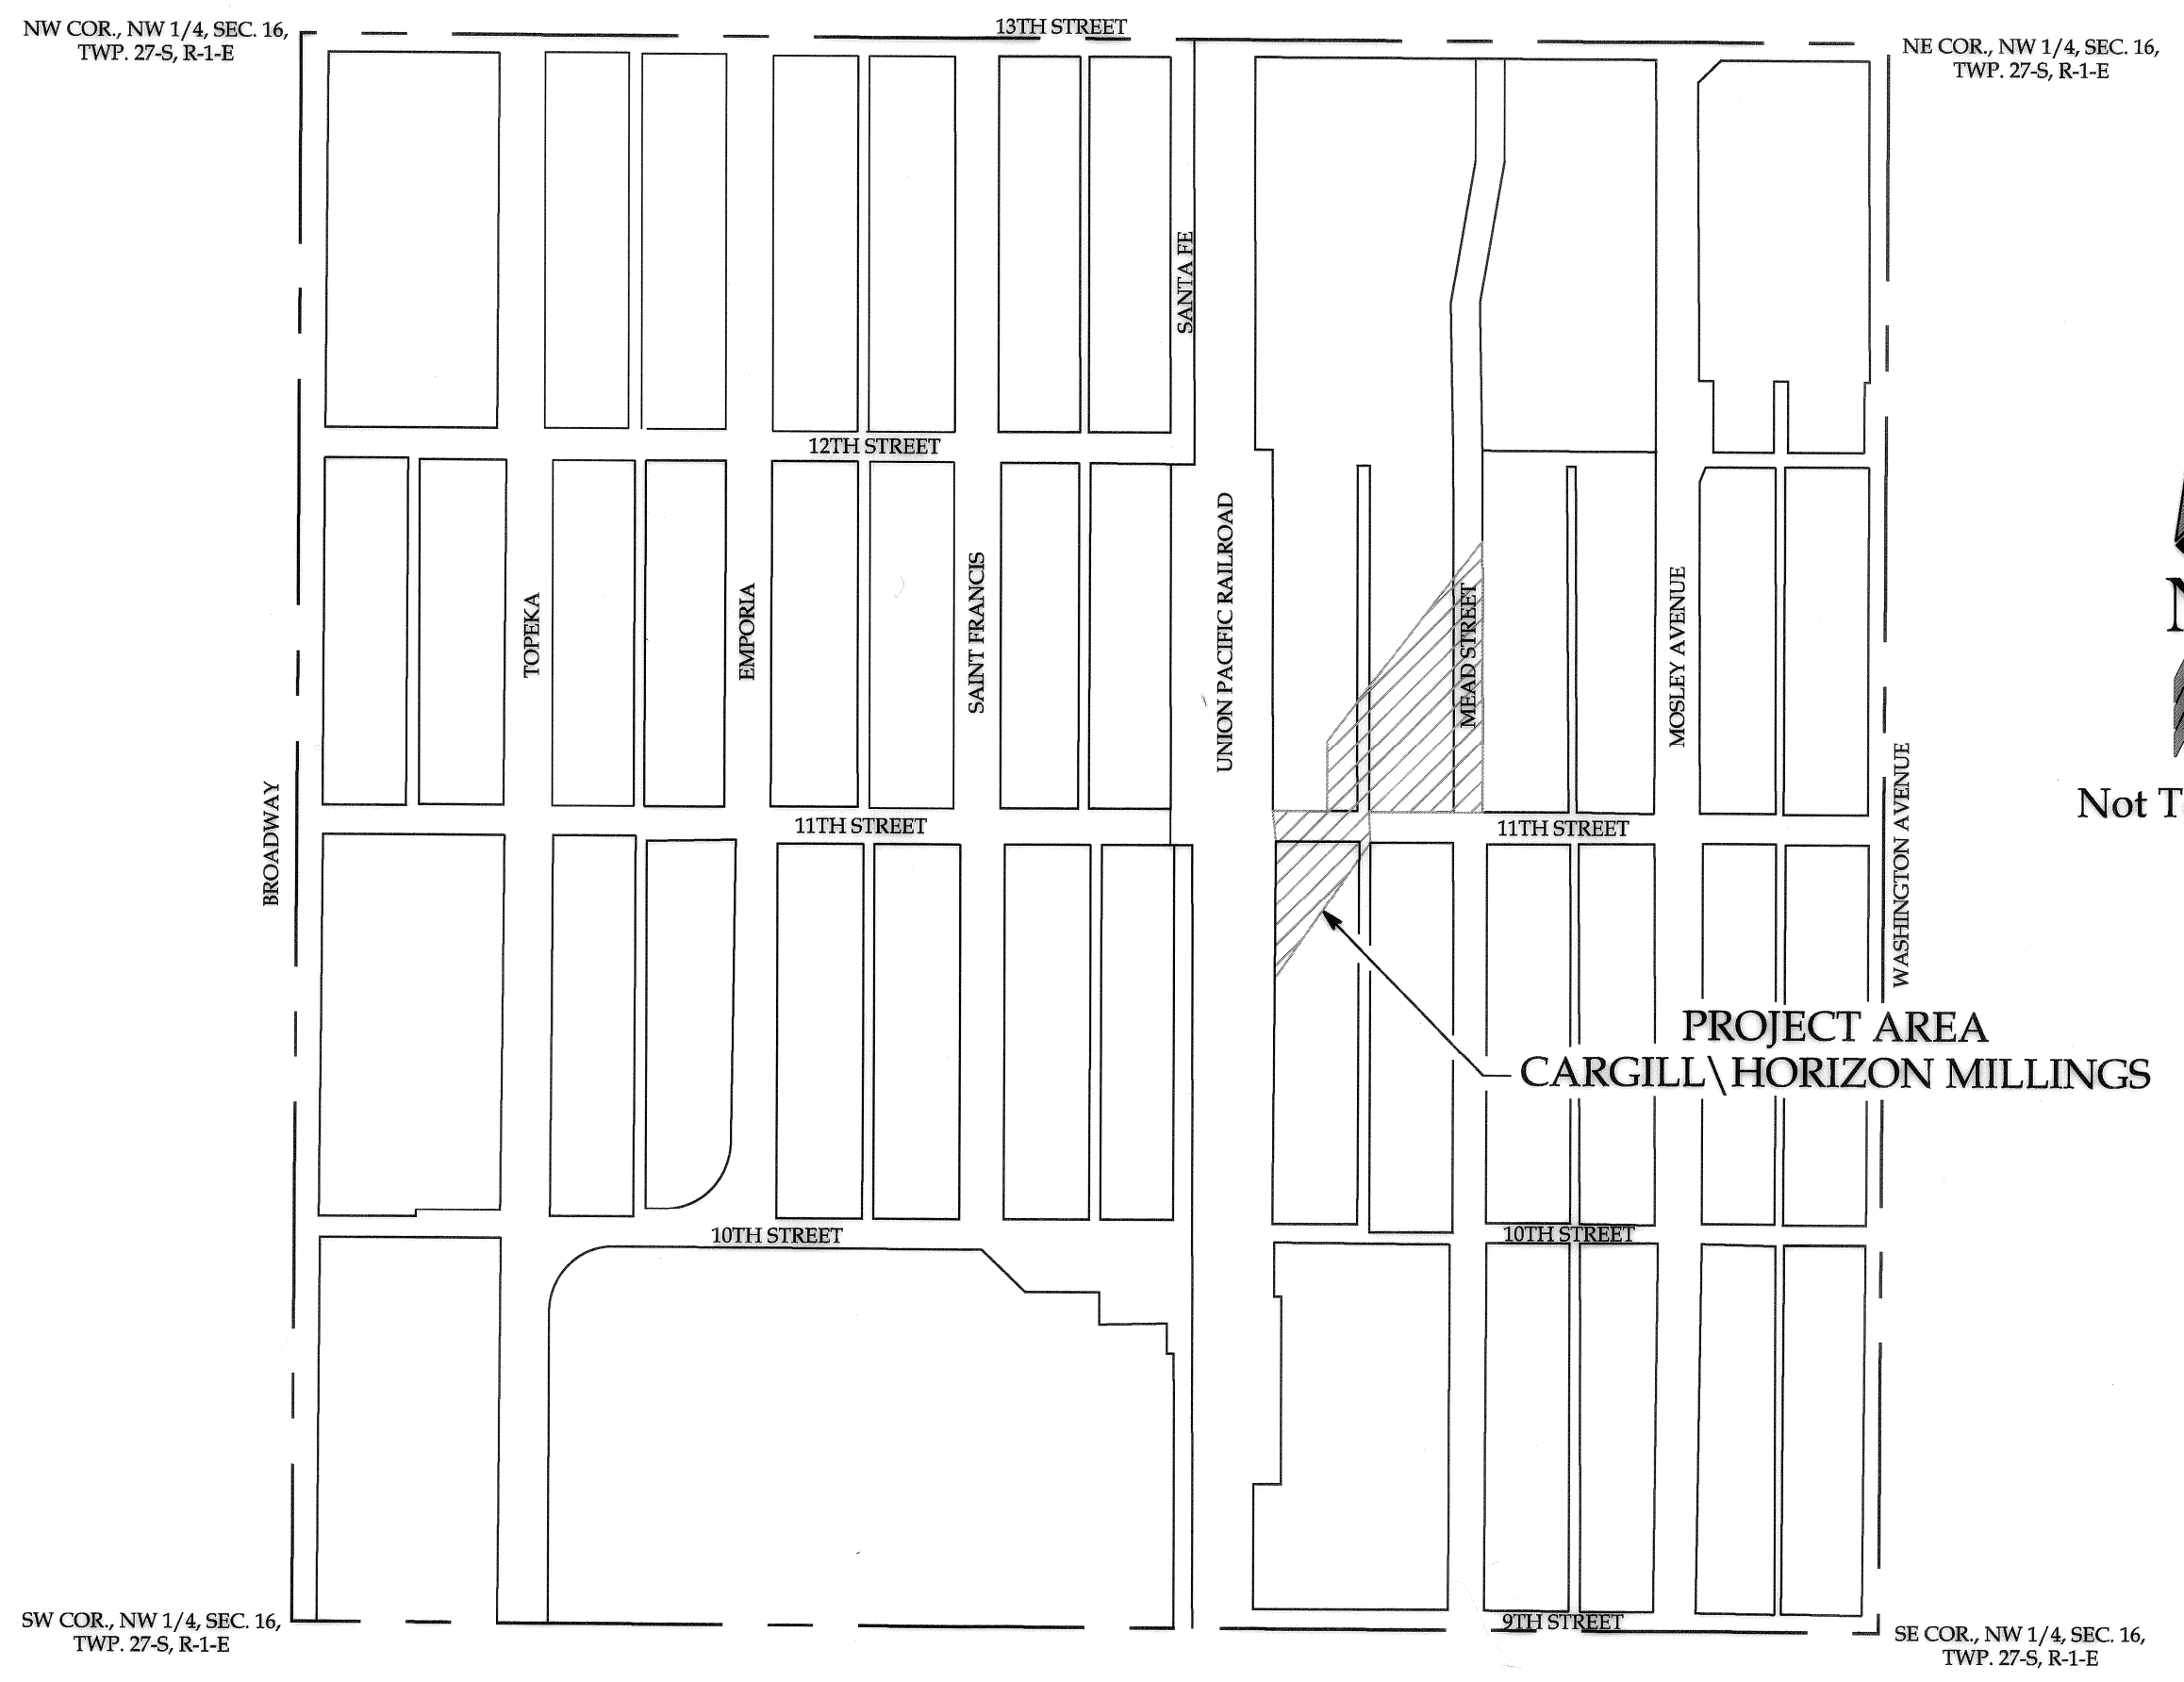 13TH STREET
NW COR., NW 1/4, SEC. 16,
TWP. 27-S, R-1-E
NE COR., NW 1/4, SEC. 16,
TWP. 27-S, R-1-E
SANTA FE
12TH STREET
TOPEKA
EMPORIA
SAINT FRANCIS
UNION PACIFIC RAILROAD
MEAD STREET
MOSLEY AVENUE
BROADWAY
WASHINGTON AVENUE
Not T
11TH STREET
11TH STREET
PROJECT AREA
CARGILL\HORIZON MILLINGS
10TH STREET
10TH STREET
9TH STREET
SW COR., NW 1/4, SEC. 16,
TWP. 27-S, R-1-E
SE COR., NW 1/4, SEC. 16,
TWP. 27-S, R-1-E